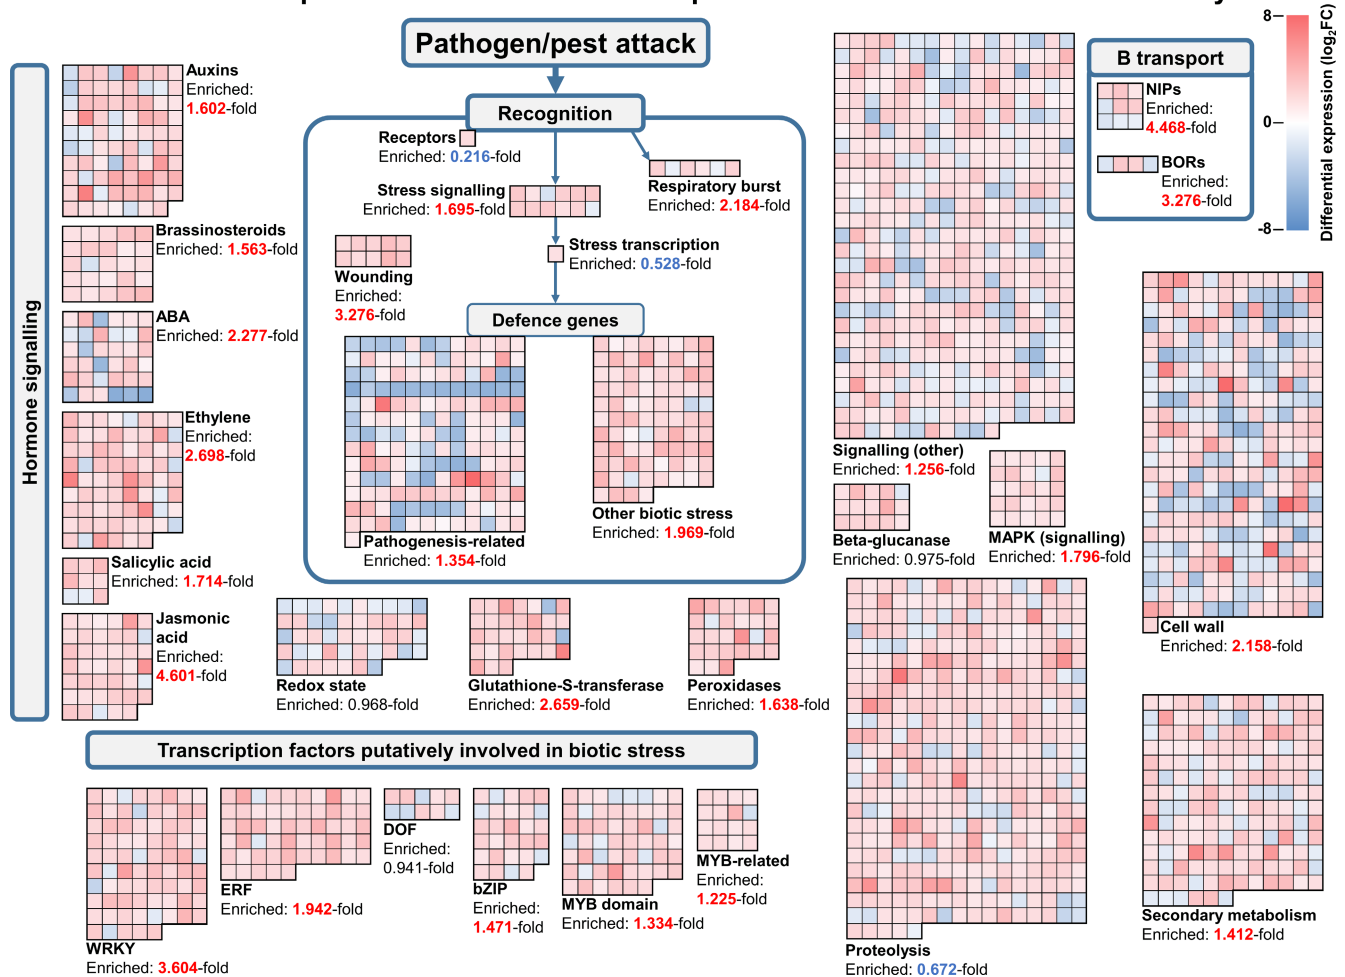 Pathogen/pest attack
Recognition
Receptors
Enriched: 0.216-fold
Stress signalling
Enriched: 1.695-fold
Respiratory burst
Enriched: 2.184-fold
Wounding
Enriched:
3.276-fold
Stress transcription
Enriched: 0.528-fold
Defence genes
Pathogenesis-related
Enriched: 1.354-fold
Other biotic stress
Enriched: 1.969-fold
Hormone signalling
Auxins
Enriched:
1.602-fold
Brassinosteroids
Enriched: 1.563-fold
ABA
Enriched: 2.277-fold
Ethylene
Enriched:
2.698-fold
Salicylic acid
Enriched: 1.714-fold
Jasmonic
acid
Enriched:
4.601-fold
Redox state
Enriched: 0.968-fold
Glutathione-S-transferase
Enriched: 2.659-fold
Peroxidases
Enriched: 1.638-fold
Transcription factors putatively involved in biotic stress
WRKY
Enriched: 3.604-fold
ERF
Enriched: 1.942-fold
DOF
Enriched:
0.941-fold
bZIP
Enriched:
1.471-fold
MYB domain
Enriched: 1.334-fold
MYB-related
Enriched:
1.225-fold
Signalling (other)
Enriched: 1.256-fold
Beta-glucanase
Enriched: 0.975-fold
MAPK (signalling)
Enriched: 1.796-fold
Proteolysis
Enriched: 0.672-fold
B transport
NIPs
Enriched:
4.468-fold
BORs
Enriched:
3.276-fold
8
0
-8
Differential expression (log2FC)
Cell wall
Enriched: 2.158-fold
Secondary metabolism
Enriched: 1.412-fold